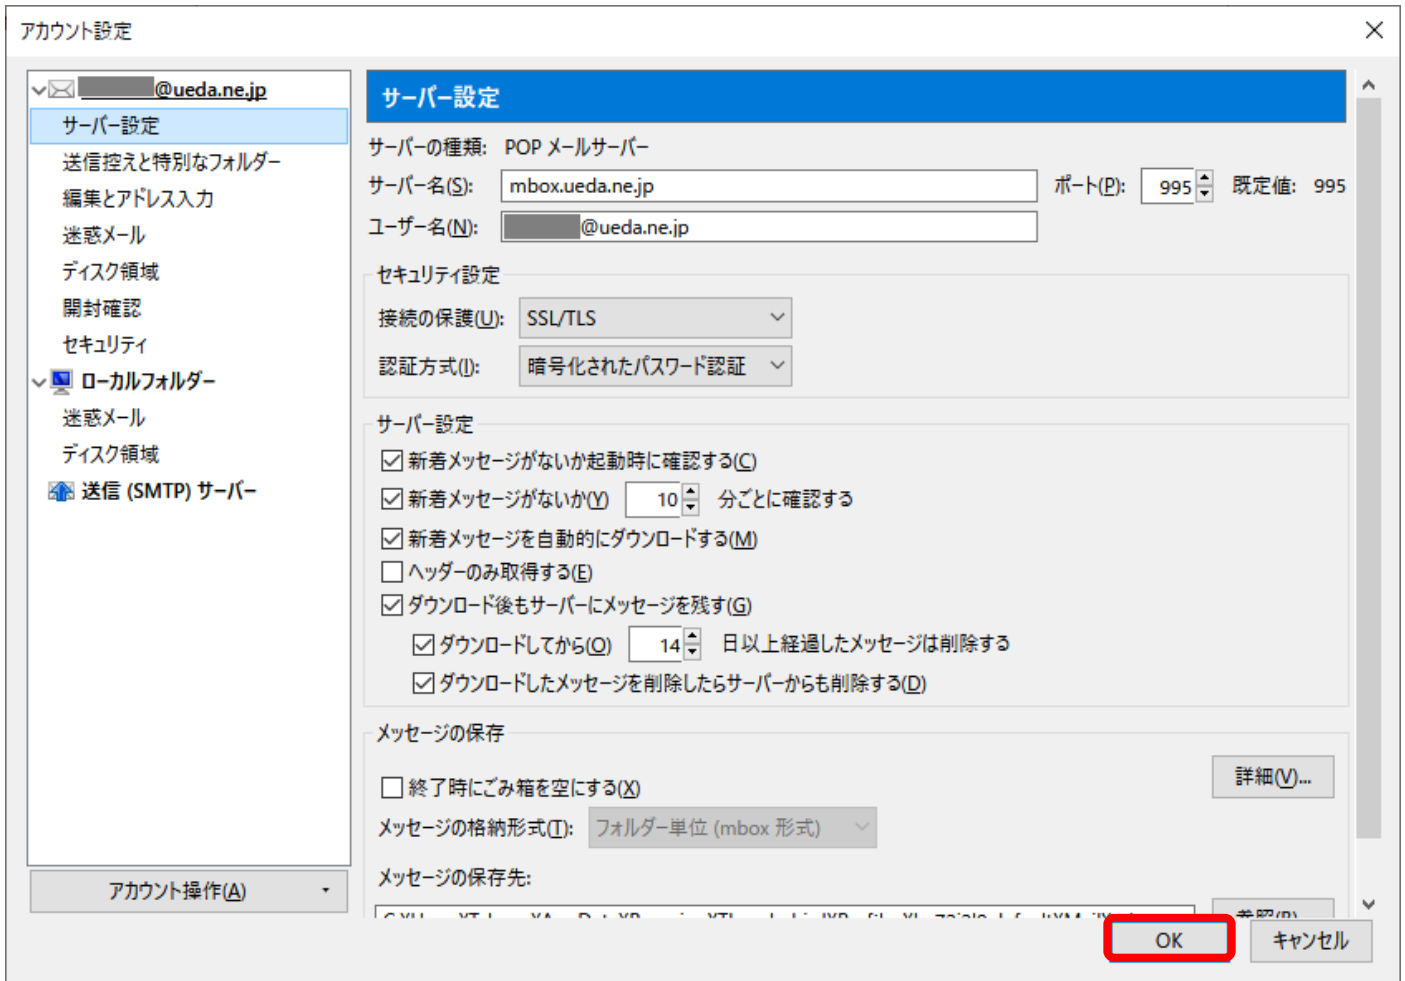 アカウント設定
@ueda.ne.jp
サーバー設定
送信控えと特別なフォルダー
編集とアドレス入力
迷惑メール
ディスク領域
開封確認
セキュリティ
ローカルフォルダー
迷惑メール
ディスク領域
送信 (SMTP) サーバー
アカウント操作(A)
サーバー設定
サーバーの種類: POP メールサーバー
サーバー名(S): mbox.ueda.ne.jp ポート(P): 995 既定値: 995
ユーザー名(N): @ueda.ne.jp
セキュリティ設定
接続の保護(U): SSL/TLS
認証方式(I): 暗号化されたパスワード認証
サーバー設定
新着メッセージがないか起動時に確認する(C)
新着メッセージがないか(Y) 10 分ごとに確認する
新着メッセージを自動的にダウンロードする(M)
ヘッダーのみ取得する(E)
ダウンロード後もサーバーにメッセージを残す(G)
ダウンロードしてから(O) 14 日以上経過したメッセージは削除する
ダウンロードしたメッセージを削除したらサーバーからも削除する(D)
メッセージの保存
終了時にごみ箱を空にする(X) 詳細(V)...
メッセージの格納形式(T): フォルダー単位 (mbox 形式)
メッセージの保存先:
OK キャンセル